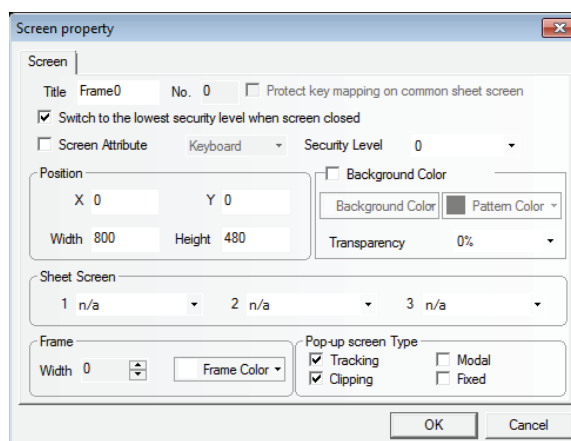 Screen property
Screen
Title Frame0 No. 0 Protect key mapping on common sheet screen
Switch to the lowest security level when screen closed
Screen Attribute Keyboard Security Level 0
Position
Background Color
X 0 Y 0
Background Color Pattern Color
Width 800 Height 480
Transparency 0%
Sheet Screen
1 n/a 2 n/a 3 n/a
Frame
Pop-up screen Type
Width 0 Frame Color
Tracking Modal
Clipping Fixed
OK Cancel